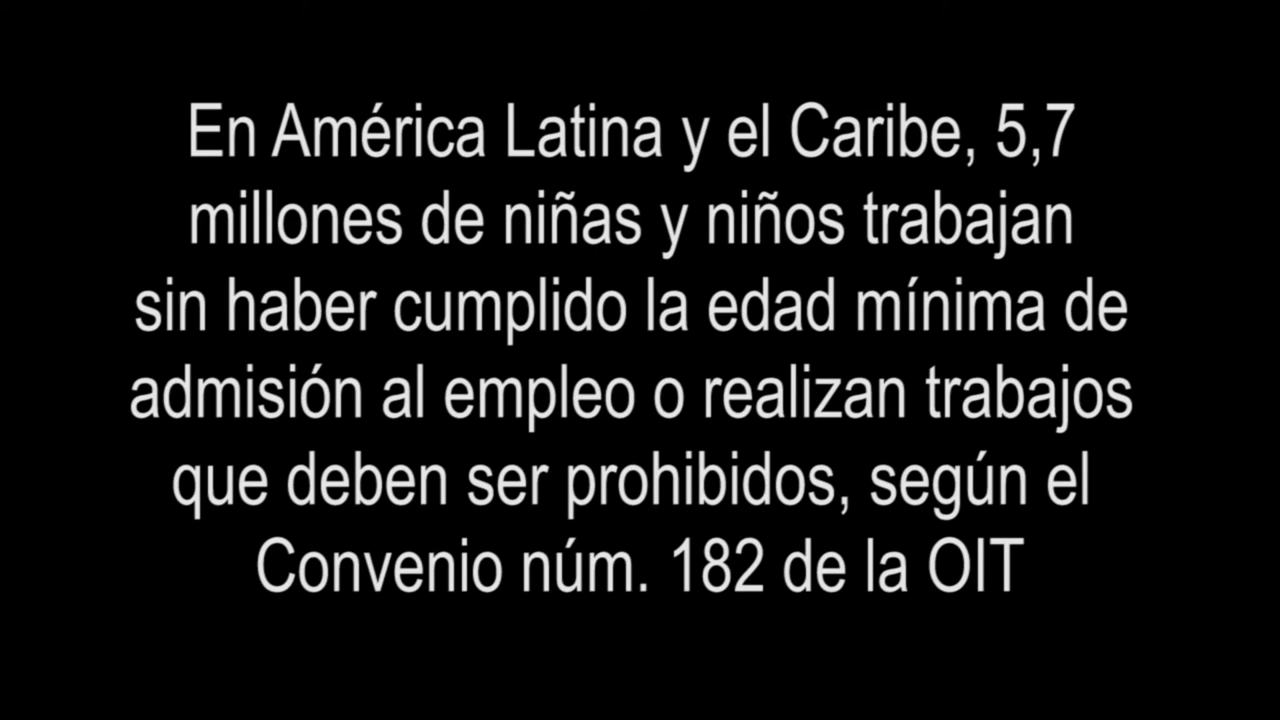 En América Latina y el Caribe, 5,7
millones de niñas y niños trabajan
sin haber cumplido la edad mínima de
admisión al empleo o realizan trabajos
que deben ser prohibidos, según el
Convenio núm. 182 de la OIT